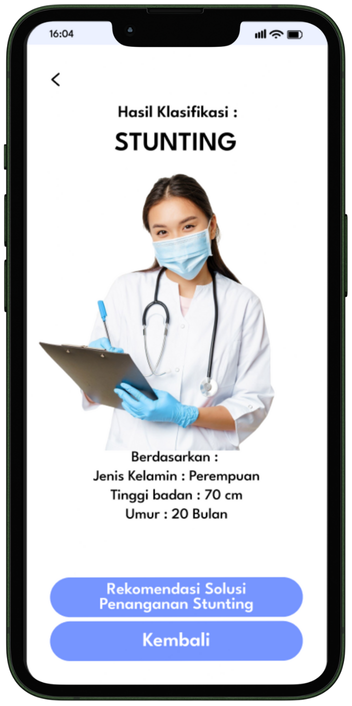 16:04
Hasil Klasifikasi :
STUNTING
Berdasarkan :
Jenis Kelamin : Perempuan
Tinggi badan : 70 cm
Umur : 20 Bulan
Rekomendasi Solusi
Penanganan Stunting
Kembali